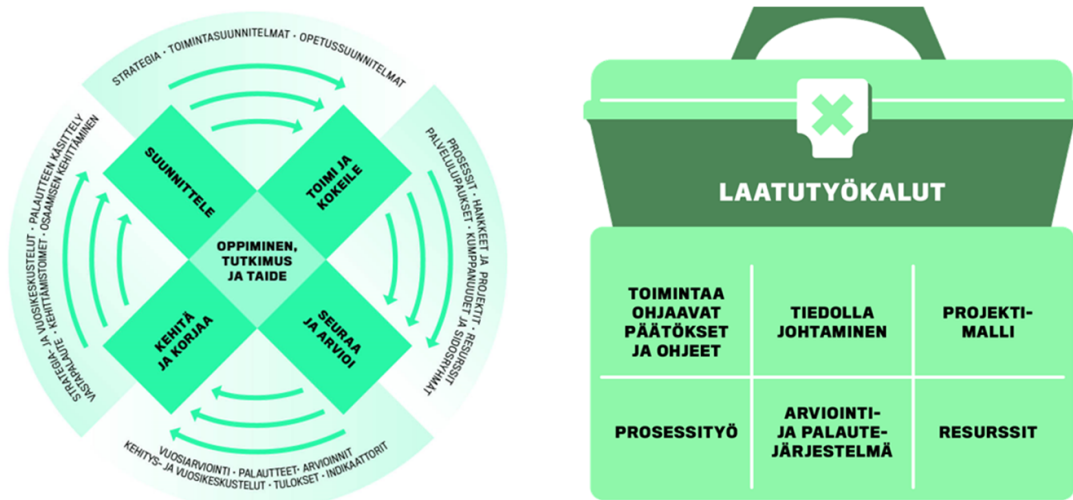 STRATEGIA • TOIMINTASUUNNITELMAT • OPETUSSUUNNITELMAT
PROSESSIT • HANKKEET JA PROJEKTIT • RESURSSIT
PALVELULUPAUKSET • KUMPPANUUDET JA SIDOSRYHMÄT
VUOSIARVIOINTI • PALAUTTEET • ARVIOINNIT
KEHITYS- JA VUOSIKESKUSTELUT • TULOKSET • INDIKAATTORIT
STRATEGIA- JA VUOSIKESKUSTELUT • PALAUTTEEN KÄSITTELY
VASTAPALAUTE • KEHITTÄMISTOIMET • OSAAMISEN KEHITTÄMINEN
SUUNNITTELE
TOIMI JA
KOKEILE
SEURAA
JA ARVIOI
KEHITÄ
JA KORJAA
OPPIMINEN,
TUTKIMUS
JA TAIDE
LAATUTYÖKALUT
TOIMINTAA
OHJAAVAT
PÄÄTÖKSET
JA OHJEET
TIEDOLLA
JOHTAMINEN
PROJEKTI-
MALLI
PROSESSITYÖ
ARVIOINTI-
JA PALAUTE-
JÄRJESTELMÄ
RESURSSIT